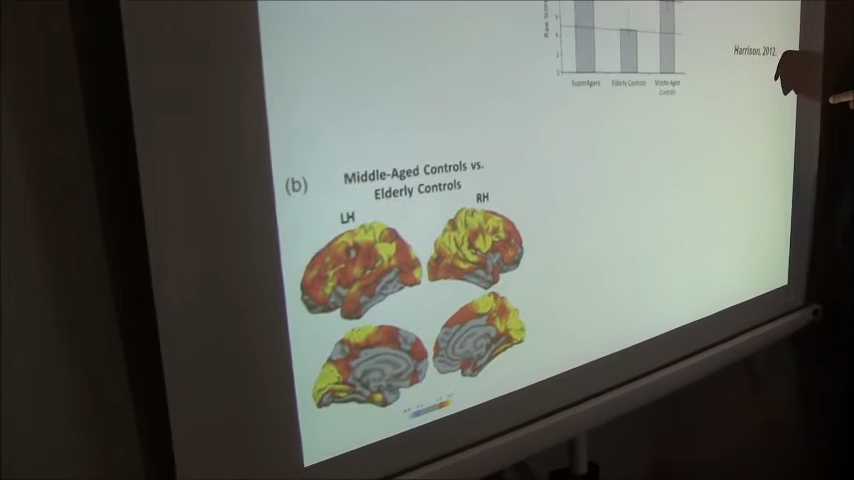 Harrison, 2012.
SuperAgers
Elderly Controls
Middle-Aged
Controls
(b)
Middle-Aged Controls vs.
Elderly Controls
LH
RH